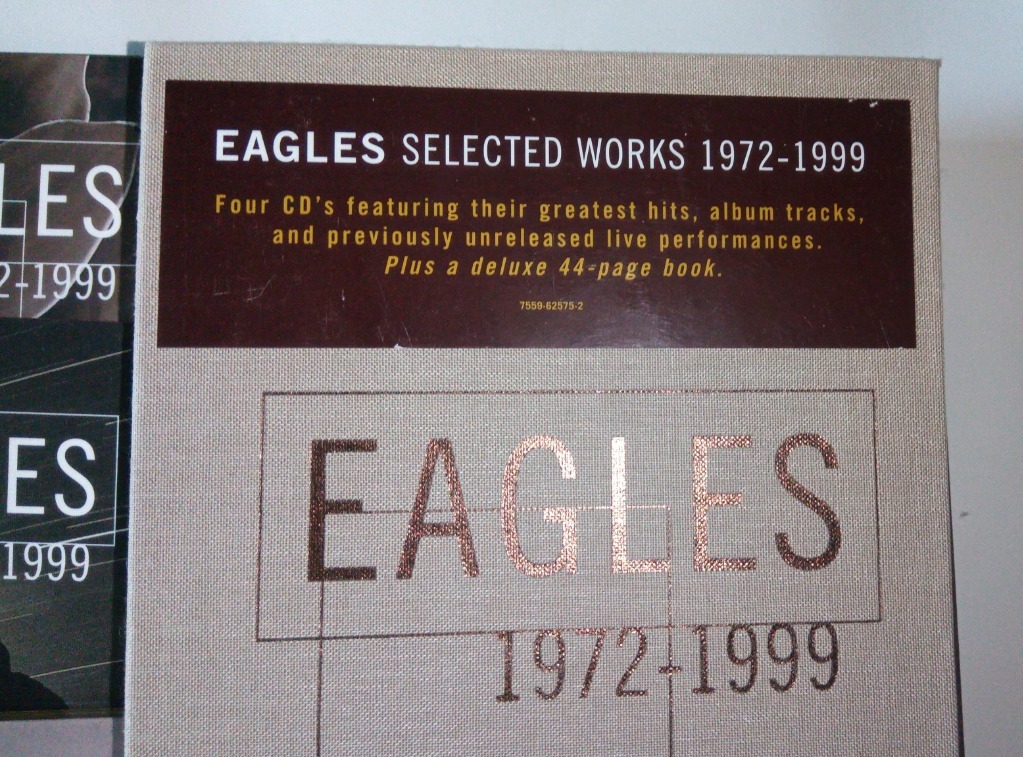 EAGLES SELECTED WORKS 1972-1999
Four CD's featuring their greatest hits, album tracks,
and previously unreleased live performances.
Plus a deluxe 44-page book.
7559-62575-2
EAGLES
1972-1999
LES
2-1999
ES
1999